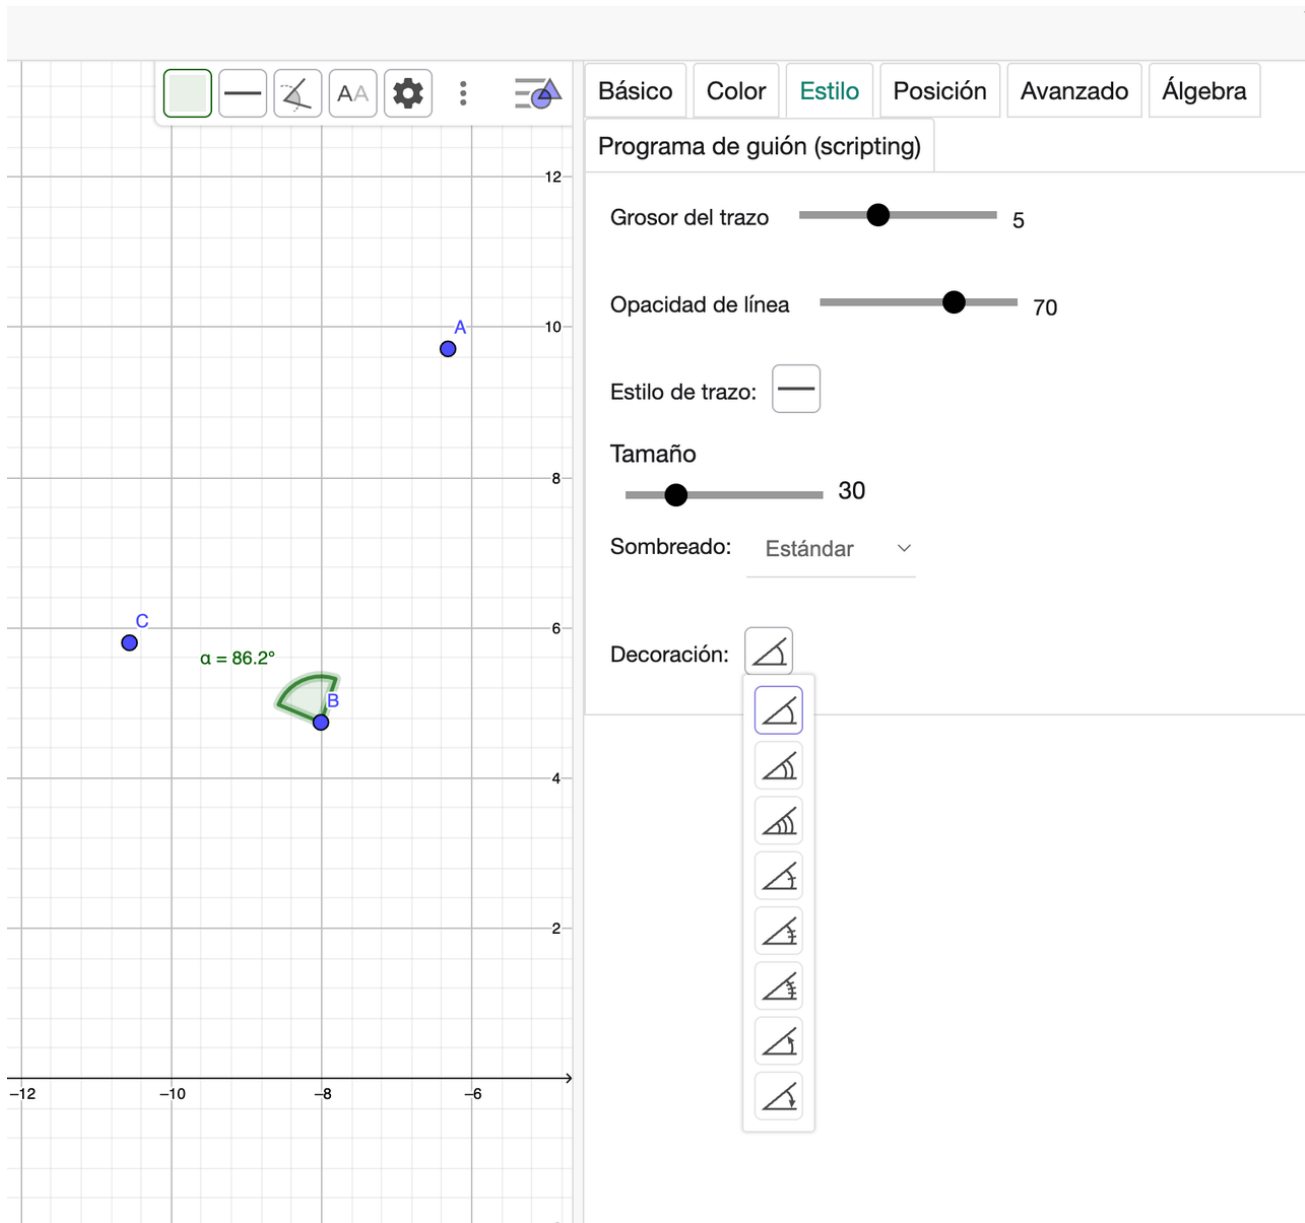 AA
Básico Color Estilo Posición Avanzado Álgebra
Programa de guión (scripting)
Grosor del trazo 5
Opacidad de línea 70
Estilo de trazo:
Tamaño
30
Sombreado: Estándar
Decoración:
12
10
A
8
C
6
α = 86.2°
B
4
2
–12 –10 –8 –6